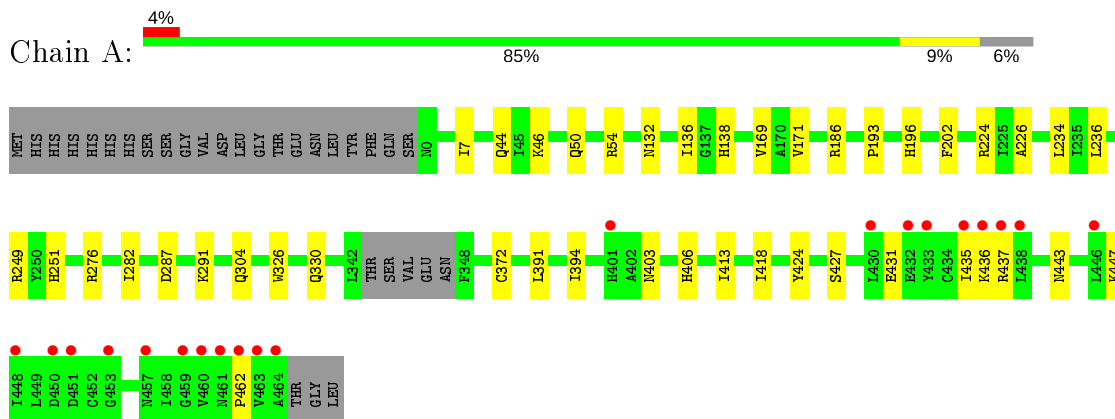 4%
Chain A:
85% 9% 6%
MET HIS HIS HIS HIS HIS HIS SER SER GLY VAL ASP LEU GLY THR GLU ASN LEU TYR PHE GLN SER N0 I7 Q44 I45 K46 Q50 R54 N132 I136 G137 H138 V169 A170 V171 R186 P193 H196 F202 R224 I225 A226 L234 I235 L236
R249 Y250 H251 R276 I282 D287 K291 Q304 W326 Q330 L342 THR SER VAL GLU ASN F348 C372 L391 I394 H401 A402 N403 H406 I413 I418 Y424 S427 L430 E431 E432 Y433 C434 I435 K436 R437 L438 N443 L446 K447
I448 L449 D450 D451 C452 G453 N457 I458 G459 V460 N461 P462 V463 A464 THR GLY LEU